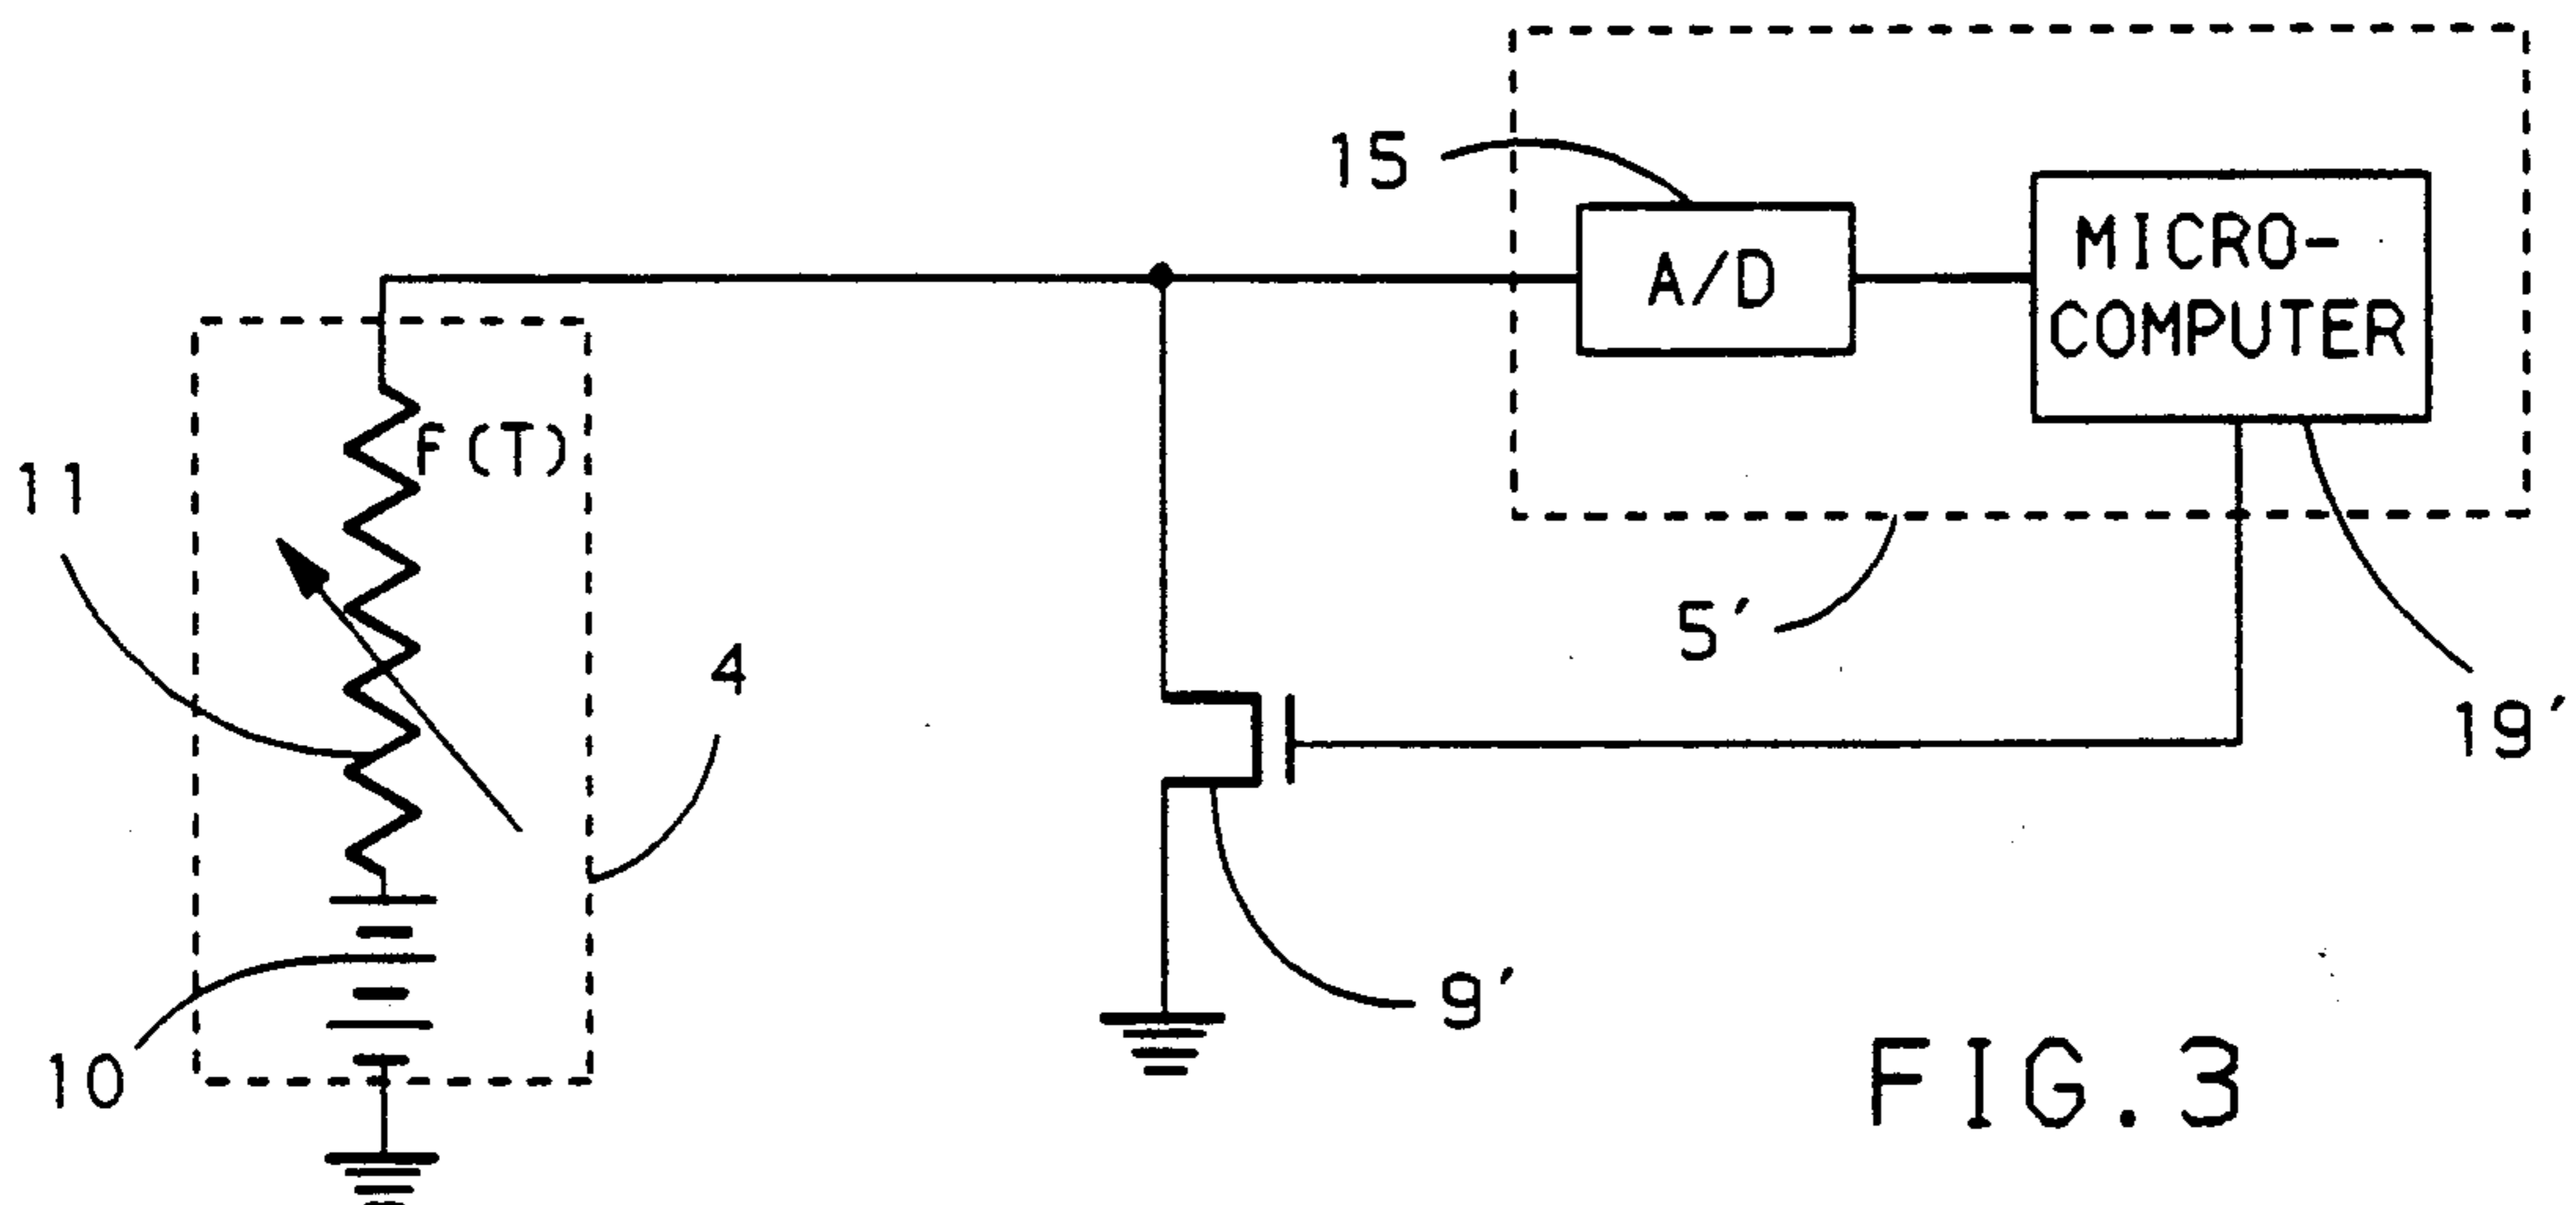 15
A/D
MICRO-
COMPUTER
F(T)
11
4
5'
19'
10
9'
FIG.3